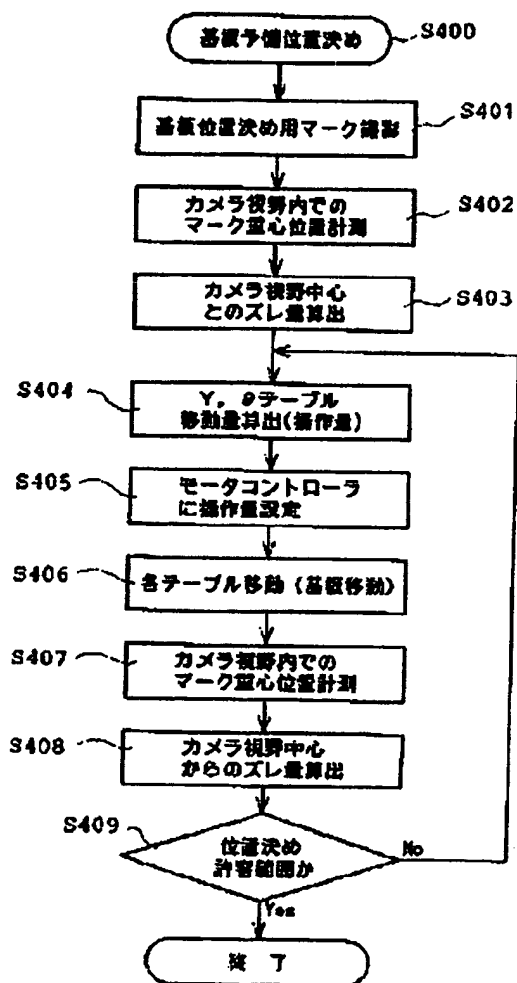 基板予備位置決め
S400
基板位置決め用マーク撮影
S401
カメラ視野内での
マーク重心位置計測
S402
カメラ視野中心
とのズレ量算出
S403
S404
Y, θテーブル
移動量算出(操作量)
S405
モータコントローラ
に操作量設定
S406
各テーブル移動(基板移動)
S407
カメラ視野内での
マーク重心位置計測
S408
カメラ視野中心
からのズレ量算出
S409
位置決め
許容範囲か
No
Yes
終了